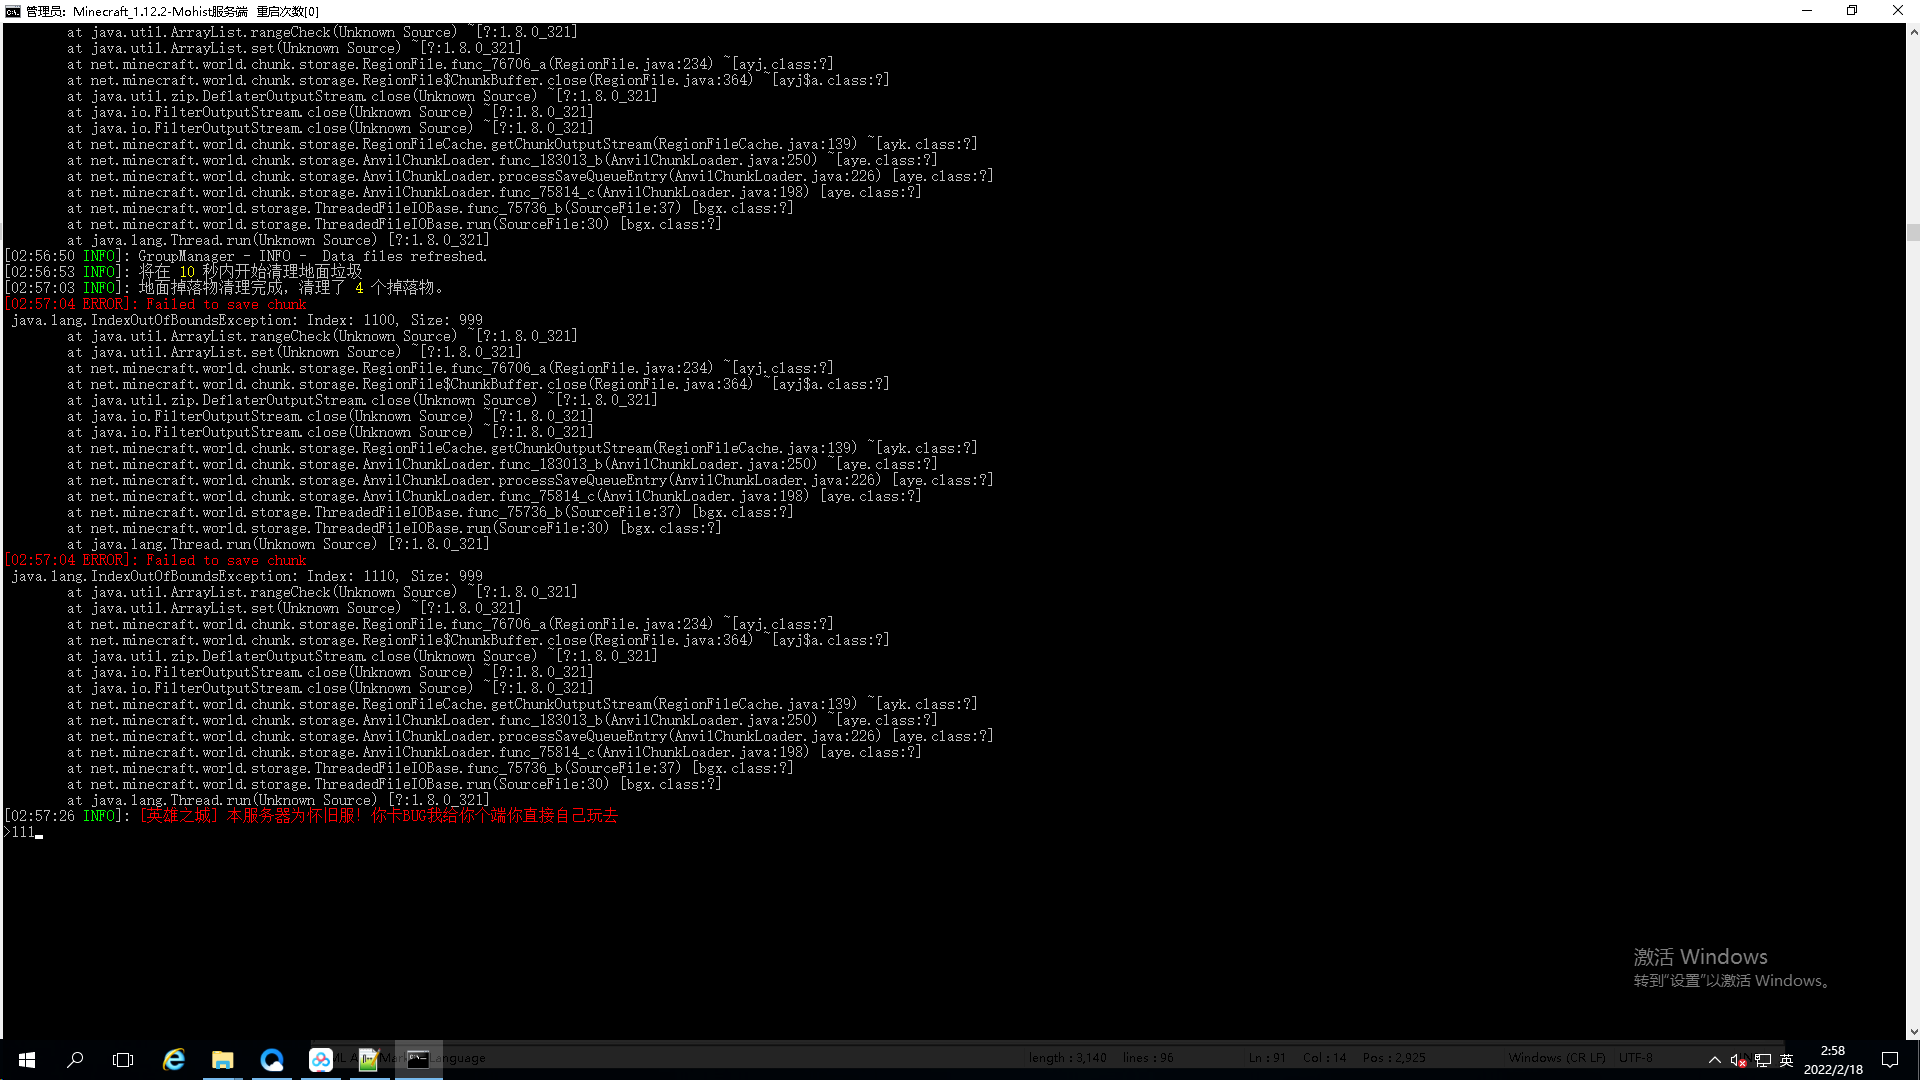 管理员: Minecraft_1.12.2-Mohist服务端 重启次数[0]
at java.util.ArrayList.rangeCheck(Unknown Source) ~[?:1.8.0_321]
at java.util.ArrayList.set(Unknown Source) ~[?:1.8.0_321]
at net.minecraft.world.chunk.storage.RegionFile.func_76706_a(RegionFile.java:234) ~[ayj.class:?]
at net.minecraft.world.chunk.storage.RegionFile$ChunkBuffer.close(RegionFile.java:364) ~[ayj$a.class:?]
at java.util.zip.DeflaterOutputStream.close(Unknown Source) ~[?:1.8.0_321]
at java.io.FilterOutputStream.close(Unknown Source) ~[?:1.8.0_321]
at java.io.FilterOutputStream.close(Unknown Source) ~[?:1.8.0_321]
at net.minecraft.world.chunk.storage.RegionFileCache.getChunkOutputStream(RegionFileCache.java:139) ~[ayk.class:?]
at net.minecraft.world.chunk.storage.AnvilChunkLoader.func_183013_b(AnvilChunkLoader.java:250) ~[aye.class:?]
at net.minecraft.world.chunk.storage.AnvilChunkLoader.processSaveQueueEntry(AnvilChunkLoader.java:226) [aye.class:?]
at net.minecraft.world.chunk.storage.AnvilChunkLoader.func_75814_c(AnvilChunkLoader.java:198) [aye.class:?]
at net.minecraft.world.storage.ThreadedFileIOBase.func_75736_b(SourceFile:37) [bgx.class:?]
at net.minecraft.world.storage.ThreadedFileIOBase.run(SourceFile:30) [bgx.class:?]
at java.lang.Thread.run(Unknown Source) [?:1.8.0_321]
[02:56:50 INFO]: GroupManager - INFO -  Data files refreshed.
[02:56:53 INFO]: 将在 10 秒内开始清理地面垃圾
[02:57:03 INFO]: 地面掉落物清理完成，清理了 4 个掉落物。
[02:57:04 ERROR]: Failed to save chunk
java.lang.IndexOutOfBoundsException: Index: 1100, Size: 999
at java.util.ArrayList.rangeCheck(Unknown Source) ~[?:1.8.0_321]
at java.util.ArrayList.set(Unknown Source) ~[?:1.8.0_321]
at net.minecraft.world.chunk.storage.RegionFile.func_76706_a(RegionFile.java:234) ~[ayj.class:?]
at net.minecraft.world.chunk.storage.RegionFile$ChunkBuffer.close(RegionFile.java:364) ~[ayj$a.class:?]
at java.util.zip.DeflaterOutputStream.close(Unknown Source) ~[?:1.8.0_321]
at java.io.FilterOutputStream.close(Unknown Source) ~[?:1.8.0_321]
at java.io.FilterOutputStream.close(Unknown Source) ~[?:1.8.0_321]
at net.minecraft.world.chunk.storage.RegionFileCache.getChunkOutputStream(RegionFileCache.java:139) ~[ayk.class:?]
at net.minecraft.world.chunk.storage.AnvilChunkLoader.func_183013_b(AnvilChunkLoader.java:250) ~[aye.class:?]
at net.minecraft.world.chunk.storage.AnvilChunkLoader.processSaveQueueEntry(AnvilChunkLoader.java:226) [aye.class:?]
at net.minecraft.world.chunk.storage.AnvilChunkLoader.func_75814_c(AnvilChunkLoader.java:198) [aye.class:?]
at net.minecraft.world.storage.ThreadedFileIOBase.func_75736_b(SourceFile:37) [bgx.class:?]
at net.minecraft.world.storage.ThreadedFileIOBase.run(SourceFile:30) [bgx.class:?]
at java.lang.Thread.run(Unknown Source) [?:1.8.0_321]
[02:57:04 ERROR]: Failed to save chunk
java.lang.IndexOutOfBoundsException: Index: 1110, Size: 999
at java.util.ArrayList.rangeCheck(Unknown Source) ~[?:1.8.0_321]
at java.util.ArrayList.set(Unknown Source) ~[?:1.8.0_321]
at net.minecraft.world.chunk.storage.RegionFile.func_76706_a(RegionFile.java:234) ~[ayj.class:?]
at net.minecraft.world.chunk.storage.RegionFile$ChunkBuffer.close(RegionFile.java:364) ~[ayj$a.class:?]
at java.util.zip.DeflaterOutputStream.close(Unknown Source) ~[?:1.8.0_321]
at java.io.FilterOutputStream.close(Unknown Source) ~[?:1.8.0_321]
at java.io.FilterOutputStream.close(Unknown Source) ~[?:1.8.0_321]
at net.minecraft.world.chunk.storage.RegionFileCache.getChunkOutputStream(RegionFileCache.java:139) ~[ayk.class:?]
at net.minecraft.world.chunk.storage.AnvilChunkLoader.func_183013_b(AnvilChunkLoader.java:250) ~[aye.class:?]
at net.minecraft.world.chunk.storage.AnvilChunkLoader.processSaveQueueEntry(AnvilChunkLoader.java:226) [aye.class:?]
at net.minecraft.world.chunk.storage.AnvilChunkLoader.func_75814_c(AnvilChunkLoader.java:198) [aye.class:?]
at net.minecraft.world.storage.ThreadedFileIOBase.func_75736_b(SourceFile:37) [bgx.class:?]
at net.minecraft.world.storage.ThreadedFileIOBase.run(SourceFile:30) [bgx.class:?]
at java.lang.Thread.run(Unknown Source) [?:1.8.0_321]
[02:57:26 INFO]: [英雄之城] 本服务器为怀旧服！你卡BUG我给你个端你直接自己玩去
>111
激活 Windows
转到“设置”以激活 Windows。
Language length : 3,140 lines : 96 Ln : 91 Col : 14 Pos : 2,925 Windows (CR LF) UTF-8
英
2:58
2022/2/18